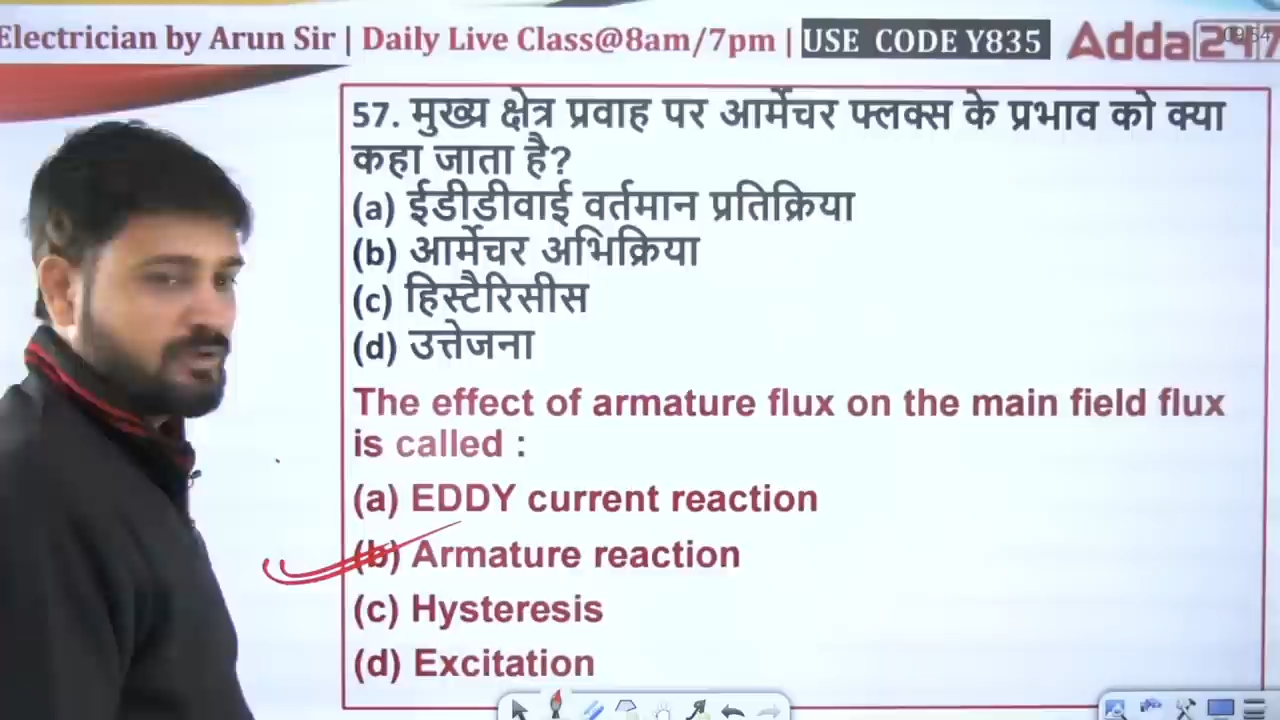 Electrician by Arun Sir | Daily Live Class@8am/7pm | USE CODE Y835 Adda 247
57. मुख्य क्षेत्र प्रवाह पर आर्मेचर फ्लक्स के प्रभाव को क्या
कहा जाता है?
(a) ईडीडीवाई वर्तमान प्रतिक्रिया
(b) आर्मेचर अभिक्रिया
(c) हिस्टैरिसीस
(d) उत्तेजना
The effect of armature flux on the main field flux
is called :
(a) EDDY current reaction
(b) Armature reaction
(c) Hysteresis
(d) Excitation